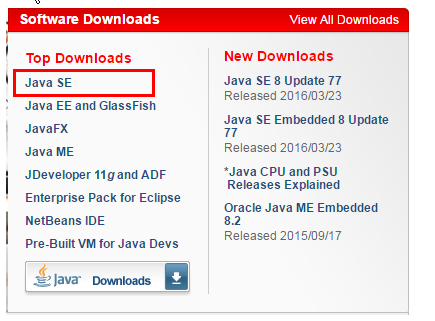 Software Downloads
View All Downloads
Top Downloads
Java SE
Java EE and GlassFish
JavaFX
Java ME
JDeveloper 11g and ADF
Enterprise Pack for Eclipse
NetBeans IDE
Pre-Built VM for Java Devs
Java Downloads
New Downloads
Java SE 8 Update 77
Released 2016/03/23
Java SE Embedded 8 Update
77
Released 2016/03/23
*Java CPU and PSU
Releases Explained
Oracle Java ME Embedded
8.2
Released 2015/09/17